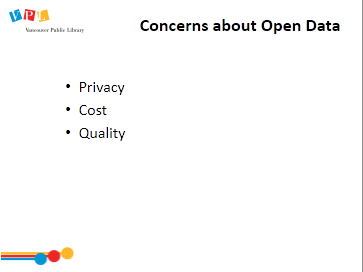 VPL
Vancouver Public Library
Concerns about Open Data
• Privacy
• Cost
• Quality